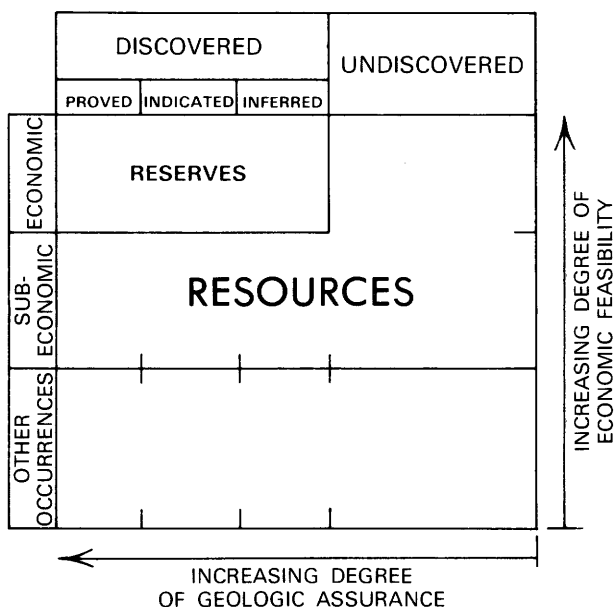 DISCOVERED
UNDISCOVERED
PROVED
INDICATED
INFERRED
ECONOMIC
RESERVES
SUB-
ECONOMIC
RESOURCES
OTHER
OCCURRENCES
INCREASING DEGREE OF
ECONOMIC FEASIBILITY
INCREASING DEGREE
OF GEOLOGIC ASSURANCE